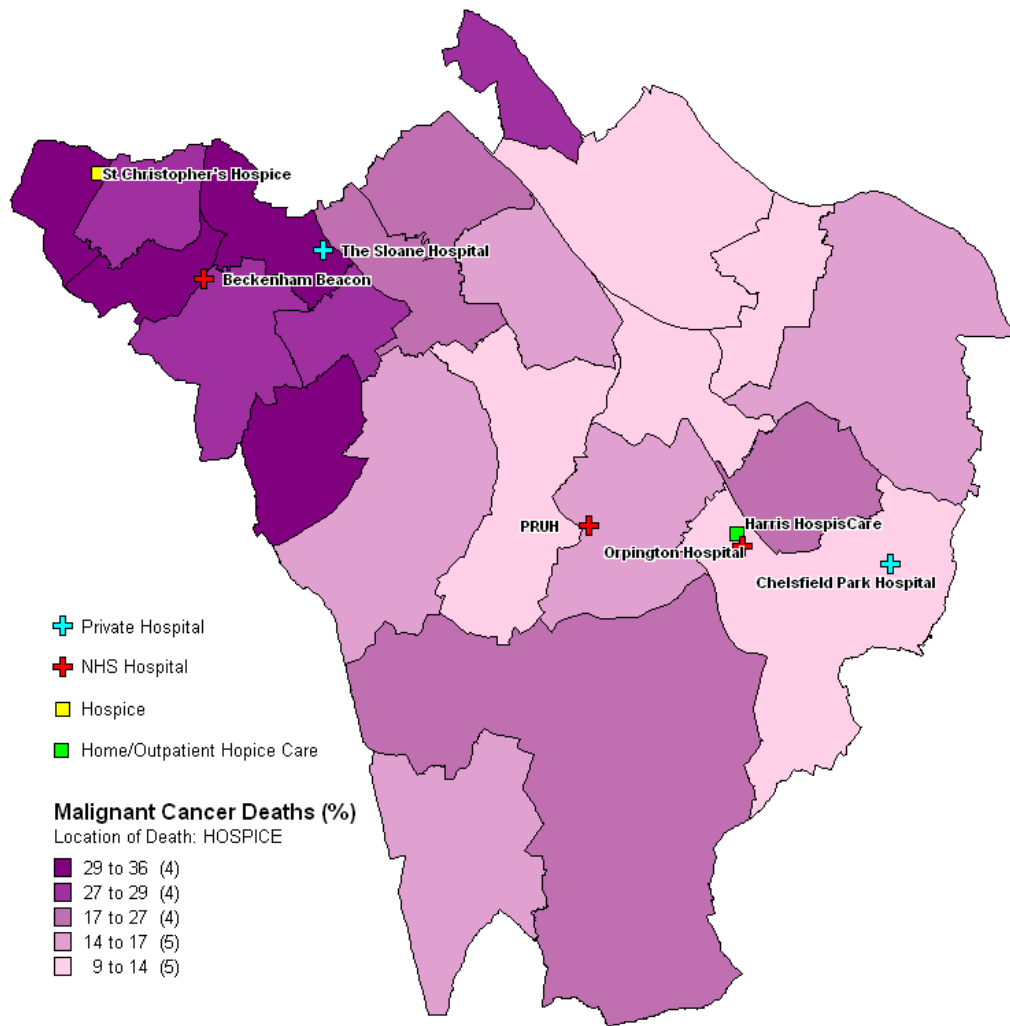 St Christopher's Hospice
The Sloane Hospital
Beckenham Beacon
PRUH
Harris HospisCare
Orpington Hospital
Chelsfield Park Hospital
Private Hospital
NHS Hospital
Hospice
Home/Outpatient Hopice Care
Malignant Cancer Deaths (%)
Location of Death: HOSPICE
29 to 36 (4)
27 to 29 (4)
17 to 27 (4)
14 to 17 (5)
9 to 14 (5)